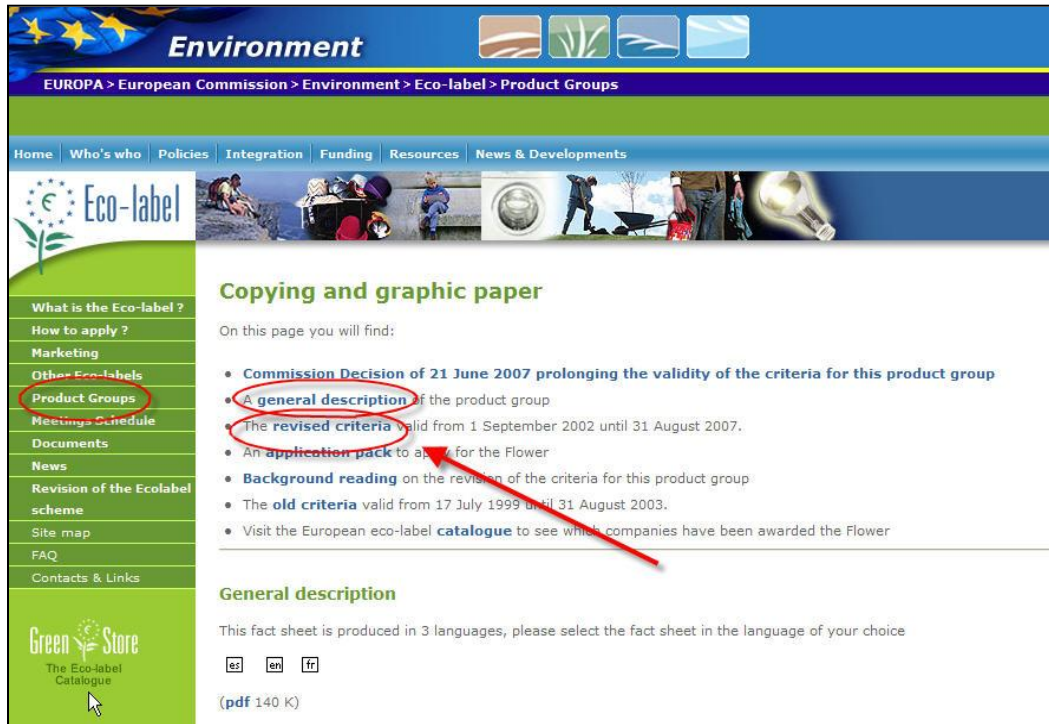 Environment
EUROPA > European Commission > Environment > Eco-label > Product Groups
Home Who's who Policies Integration Funding Resources News & Developments
Eco-label
What is the Eco-label ?
How to apply ?
Marketing
Other Eco-labels
Product Groups
Meetings Schedule
Documents
News
Revision of the Ecolabel
scheme
Site map
FAQ
Contacts & Links
Green Store
The Eco-label
Catalogue
Copying and graphic paper
On this page you will find:
• Commission Decision of 21 June 2007 prolonging the validity of the criteria for this product group
• A general description of the product group
• The revised criteria valid from 1 September 2002 until 31 August 2007.
• An application pack to apply for the Flower
• Background reading on the revision of the criteria for this product group
• The old criteria valid from 17 July 1999 until 31 August 2003.
• Visit the European eco-label catalogue to see which companies have been awarded the Flower
General description
This fact sheet is produced in 3 languages, please select the fact sheet in the language of your choice
es en fr
(pdf 140 K)